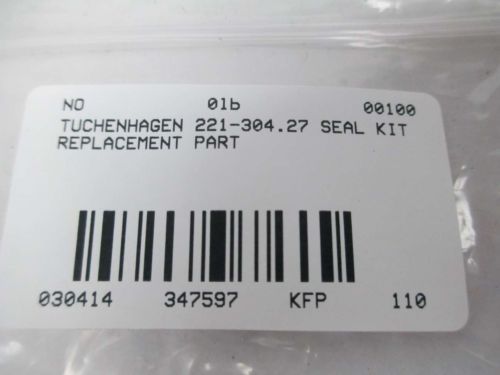 NO 01b 00100
TUCHENHAGEN 221-304.27 SEAL KIT
REPLACEMENT PART
030414 347597 KFP 110